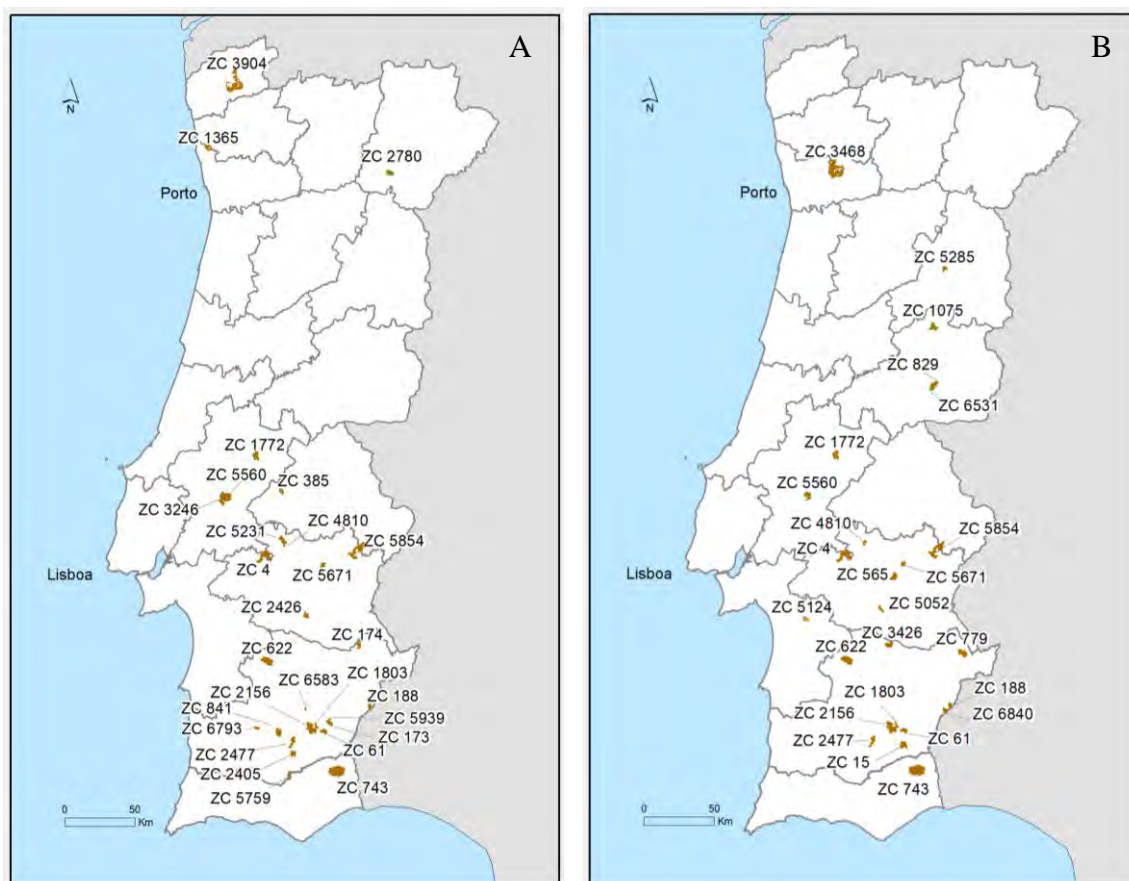 A
ZC 3904
N
ZC 1365
ZC 2780
Porto
ZC 1772
ZC 5560
ZC 385
ZC 3246
ZC 4810
ZC 5231
ZC 5854
ZC 4
Lisboa
ZC 5671
ZC 2426
ZC 174
ZC 622
ZC 6583
ZC 1803
ZC 2156
ZC 188
ZC 841
ZC 5939
ZC 6793
ZC 173
ZC 2477
ZC 61
ZC 2405
ZC 743
ZC 5759
0 50
Km
B
N
ZC 3468
Porto
ZC 5285
ZC 1075
ZC 829
ZC 6531
ZC 1772
ZC 5560
ZC 4810
ZC 5854
ZC 4
Lisboa
ZC 565
ZC 5671
ZC 5124
ZC 5052
ZC 3426
ZC 779
ZC 622
ZC 1803
ZC 188
ZC 2156
ZC 6840
ZC 2477
ZC 61
ZC 15
ZC 743
0 50
Km